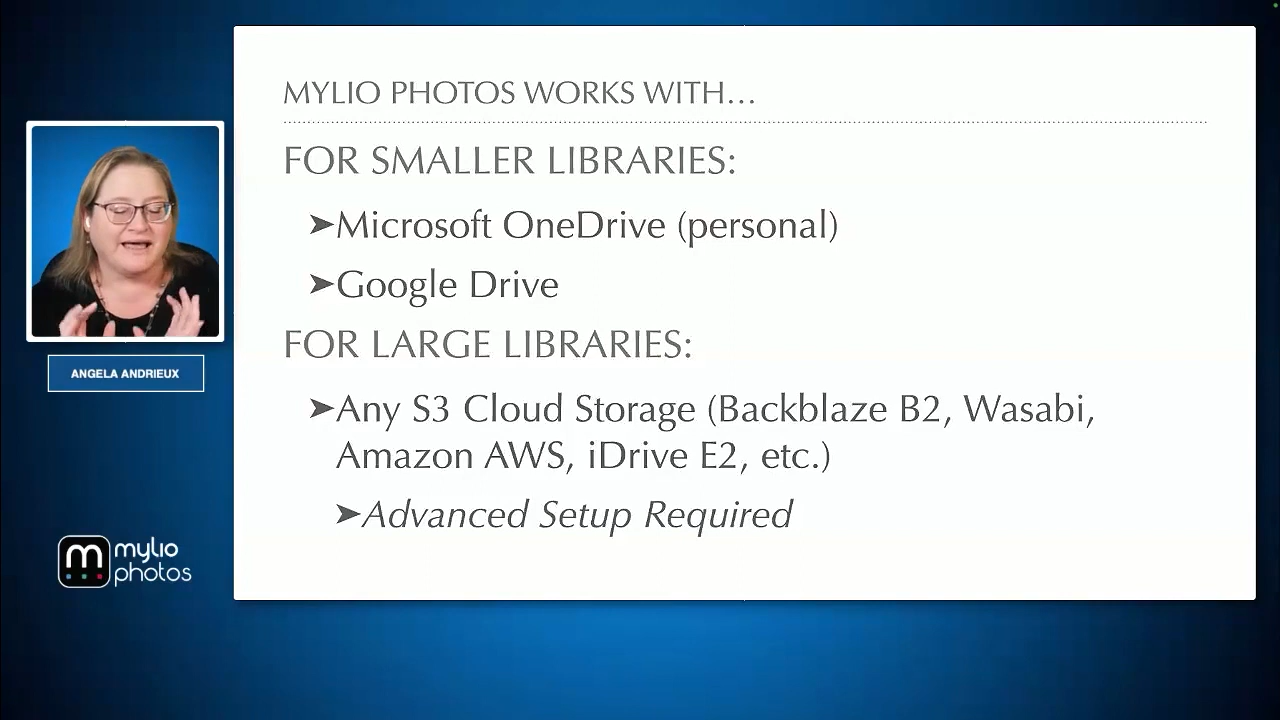 MYLIO PHOTOS WORKS WITH...
FOR SMALLER LIBRARIES:
➤Microsoft OneDrive (personal)
➤Google Drive
FOR LARGE LIBRARIES:
➤Any S3 Cloud Storage (Backblaze B2, Wasabi,
Amazon AWS, iDrive E2, etc.)
➤Advanced Setup Required
ANGELA ANDRIEUX
m
mylio
photos